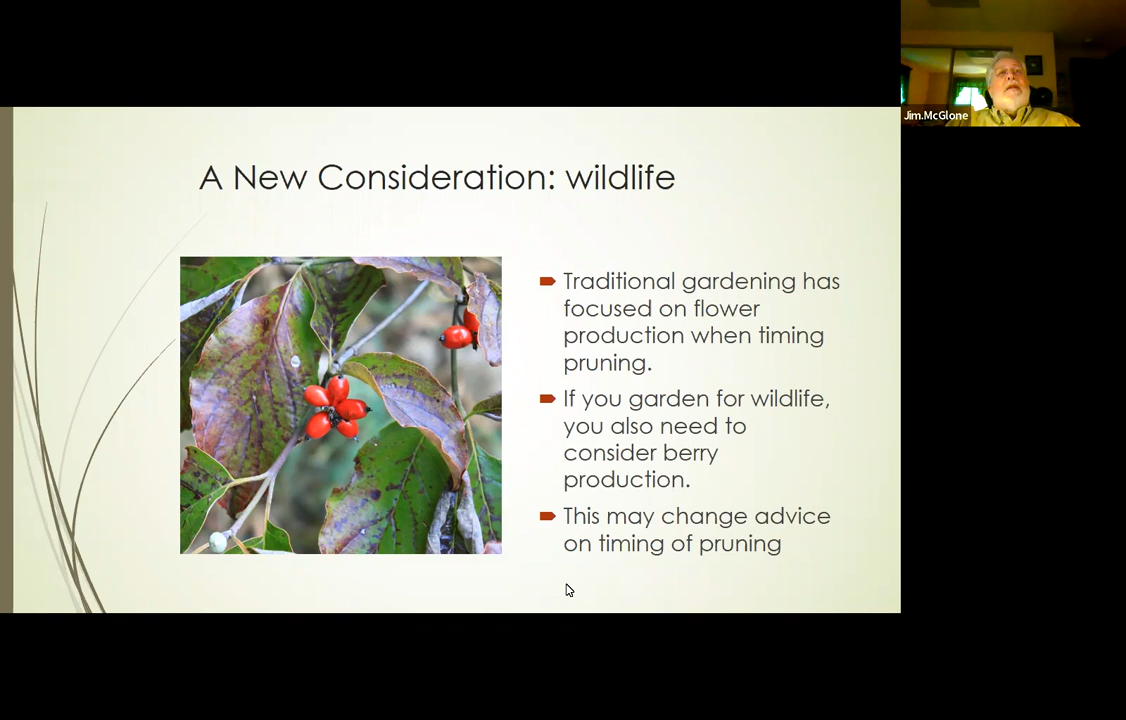 Jim.McGlone
A New Consideration: wildlife
Traditional gardening has
focused on flower
production when timing
pruning.
If you garden for wildlife,
you also need to
consider berry
production.
This may change advice
on timing of pruning